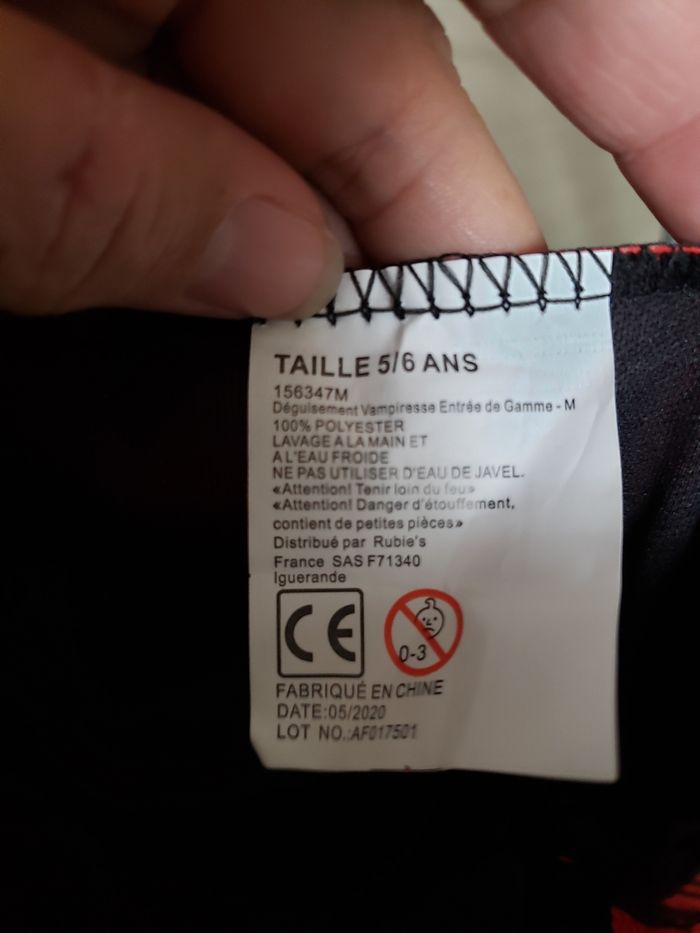 TAILLE 5/6 ANS
156347M
Déguisement Vampiresse Entrée de Gamme - M
100% POLYESTER
LAVAGE A LA MAIN ET
A L'EAU FROIDE
NE PAS UTILISER D'EAU DE JAVEL.
«Attention! Tenir loin du feu»
«Attention! Danger d'étouffement,
contient de petites pièces»
Distribué par Rubie's
France SAS F71340
Iguerande
CE
0-3
FABRIQUÉ EN CHINE
DATE:05/2020
LOT NO.:AF017501